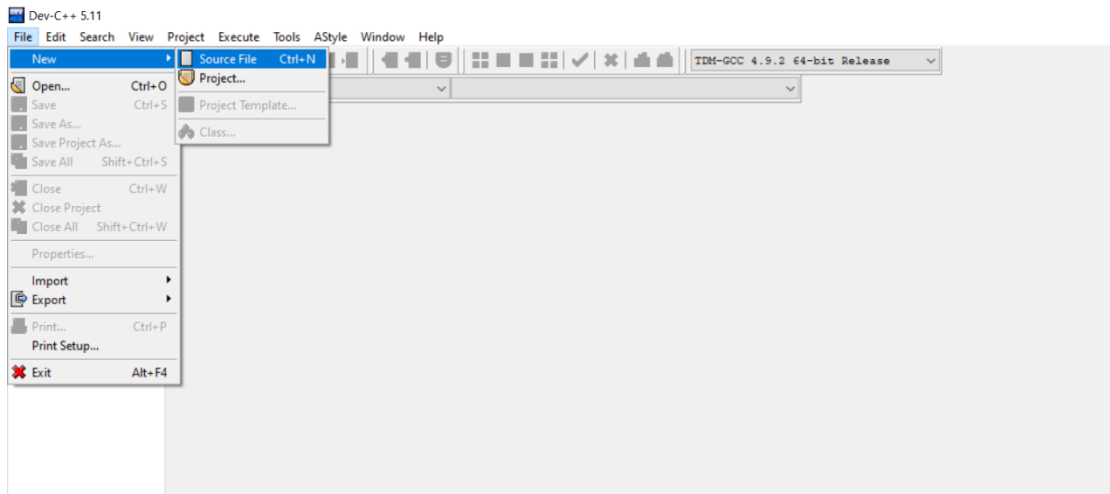 Dev-C++ 5.11
File Edit Search View Project Execute Tools AStyle Window Help
New
Source File Ctrl+N
TDM-GCC 4.9.2 64-bit Release
Project...
Open... Ctrl+O
Save Ctrl+S
Project Template...
Save As...
Class...
Save Project As...
Save All Shift+Ctrl+S
Close Ctrl+W
Close Project
Close All Shift+Ctrl+W
Properties...
Import
Export
Print... Ctrl+P
Print Setup...
Exit Alt+F4